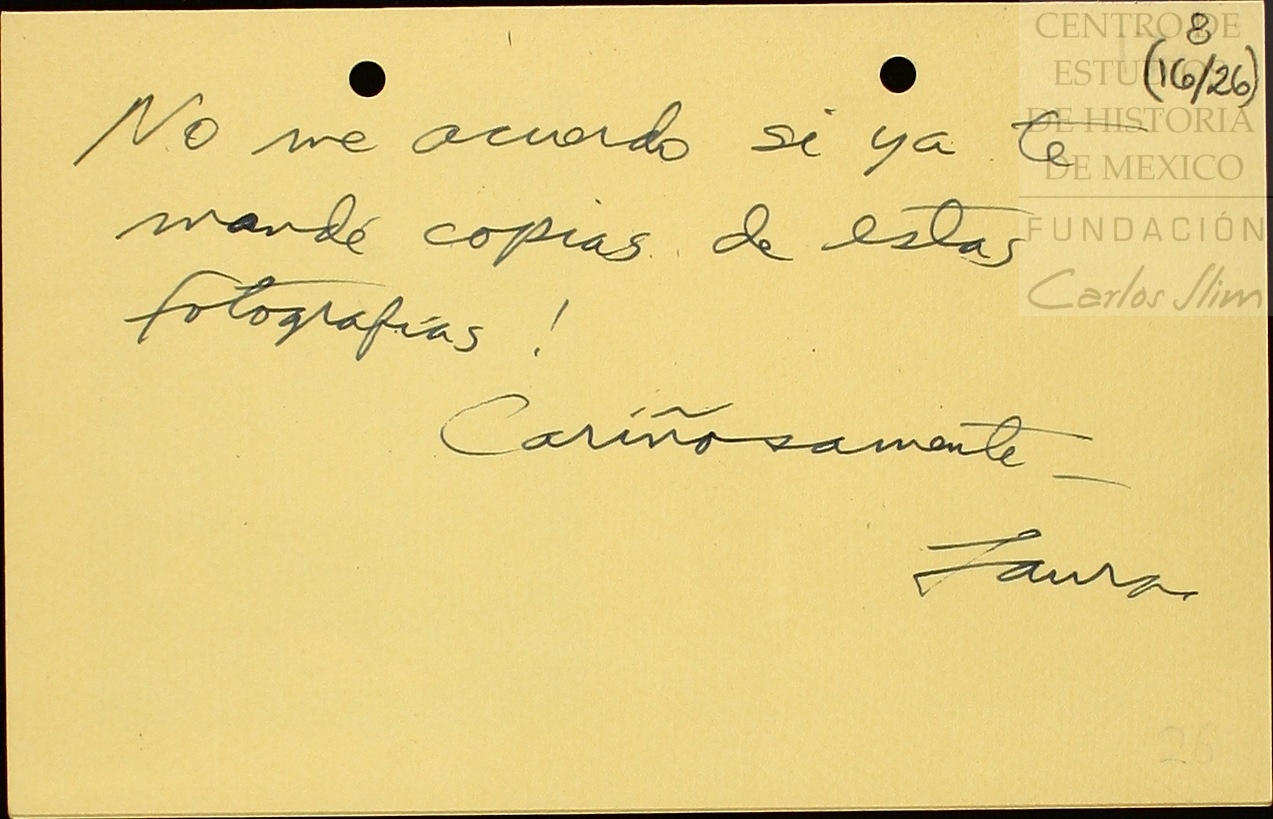 8
(16/26)
CENTRO DE
ESTUDIOS
DE HISTORIA
DE MEXICO
FUNDACIÓN
Carlos Slim
No me acuerdo si ya te
mandé copias de estas
fotografías!
Cariñosamente —
Laura.
26